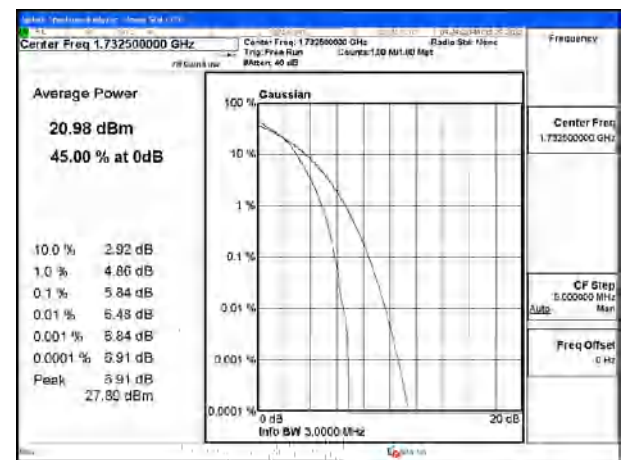 Center Freq 1.732500000 GHz
Center Freq: 1.732500000 GHz
Radio Std: None
Trig: Free Run
Counts:1.00 M/1.00 Mpt
#Atten: 40 dB
Frequency
Average Power
20.98 dBm
45.00 % at 0dB
10.0 % 2.92 dB
1.0 % 4.86 dB
0.1 % 5.84 dB
0.01 % 6.48 dB
0.001 % 6.84 dB
0.0001 % 6.91 dB
Peak 6.91 dB
27.89 dBm
Gaussian
100 %
10 %
1 %
0.1 %
0.01 %
0.001 %
0.0001 %
0 dB
20 dB
Info BW 3.0000 MHz
Center Freq
1.732500000 GHz
CF Step
5.000000 MHz
Auto Man
Freq Offset
0 Hz